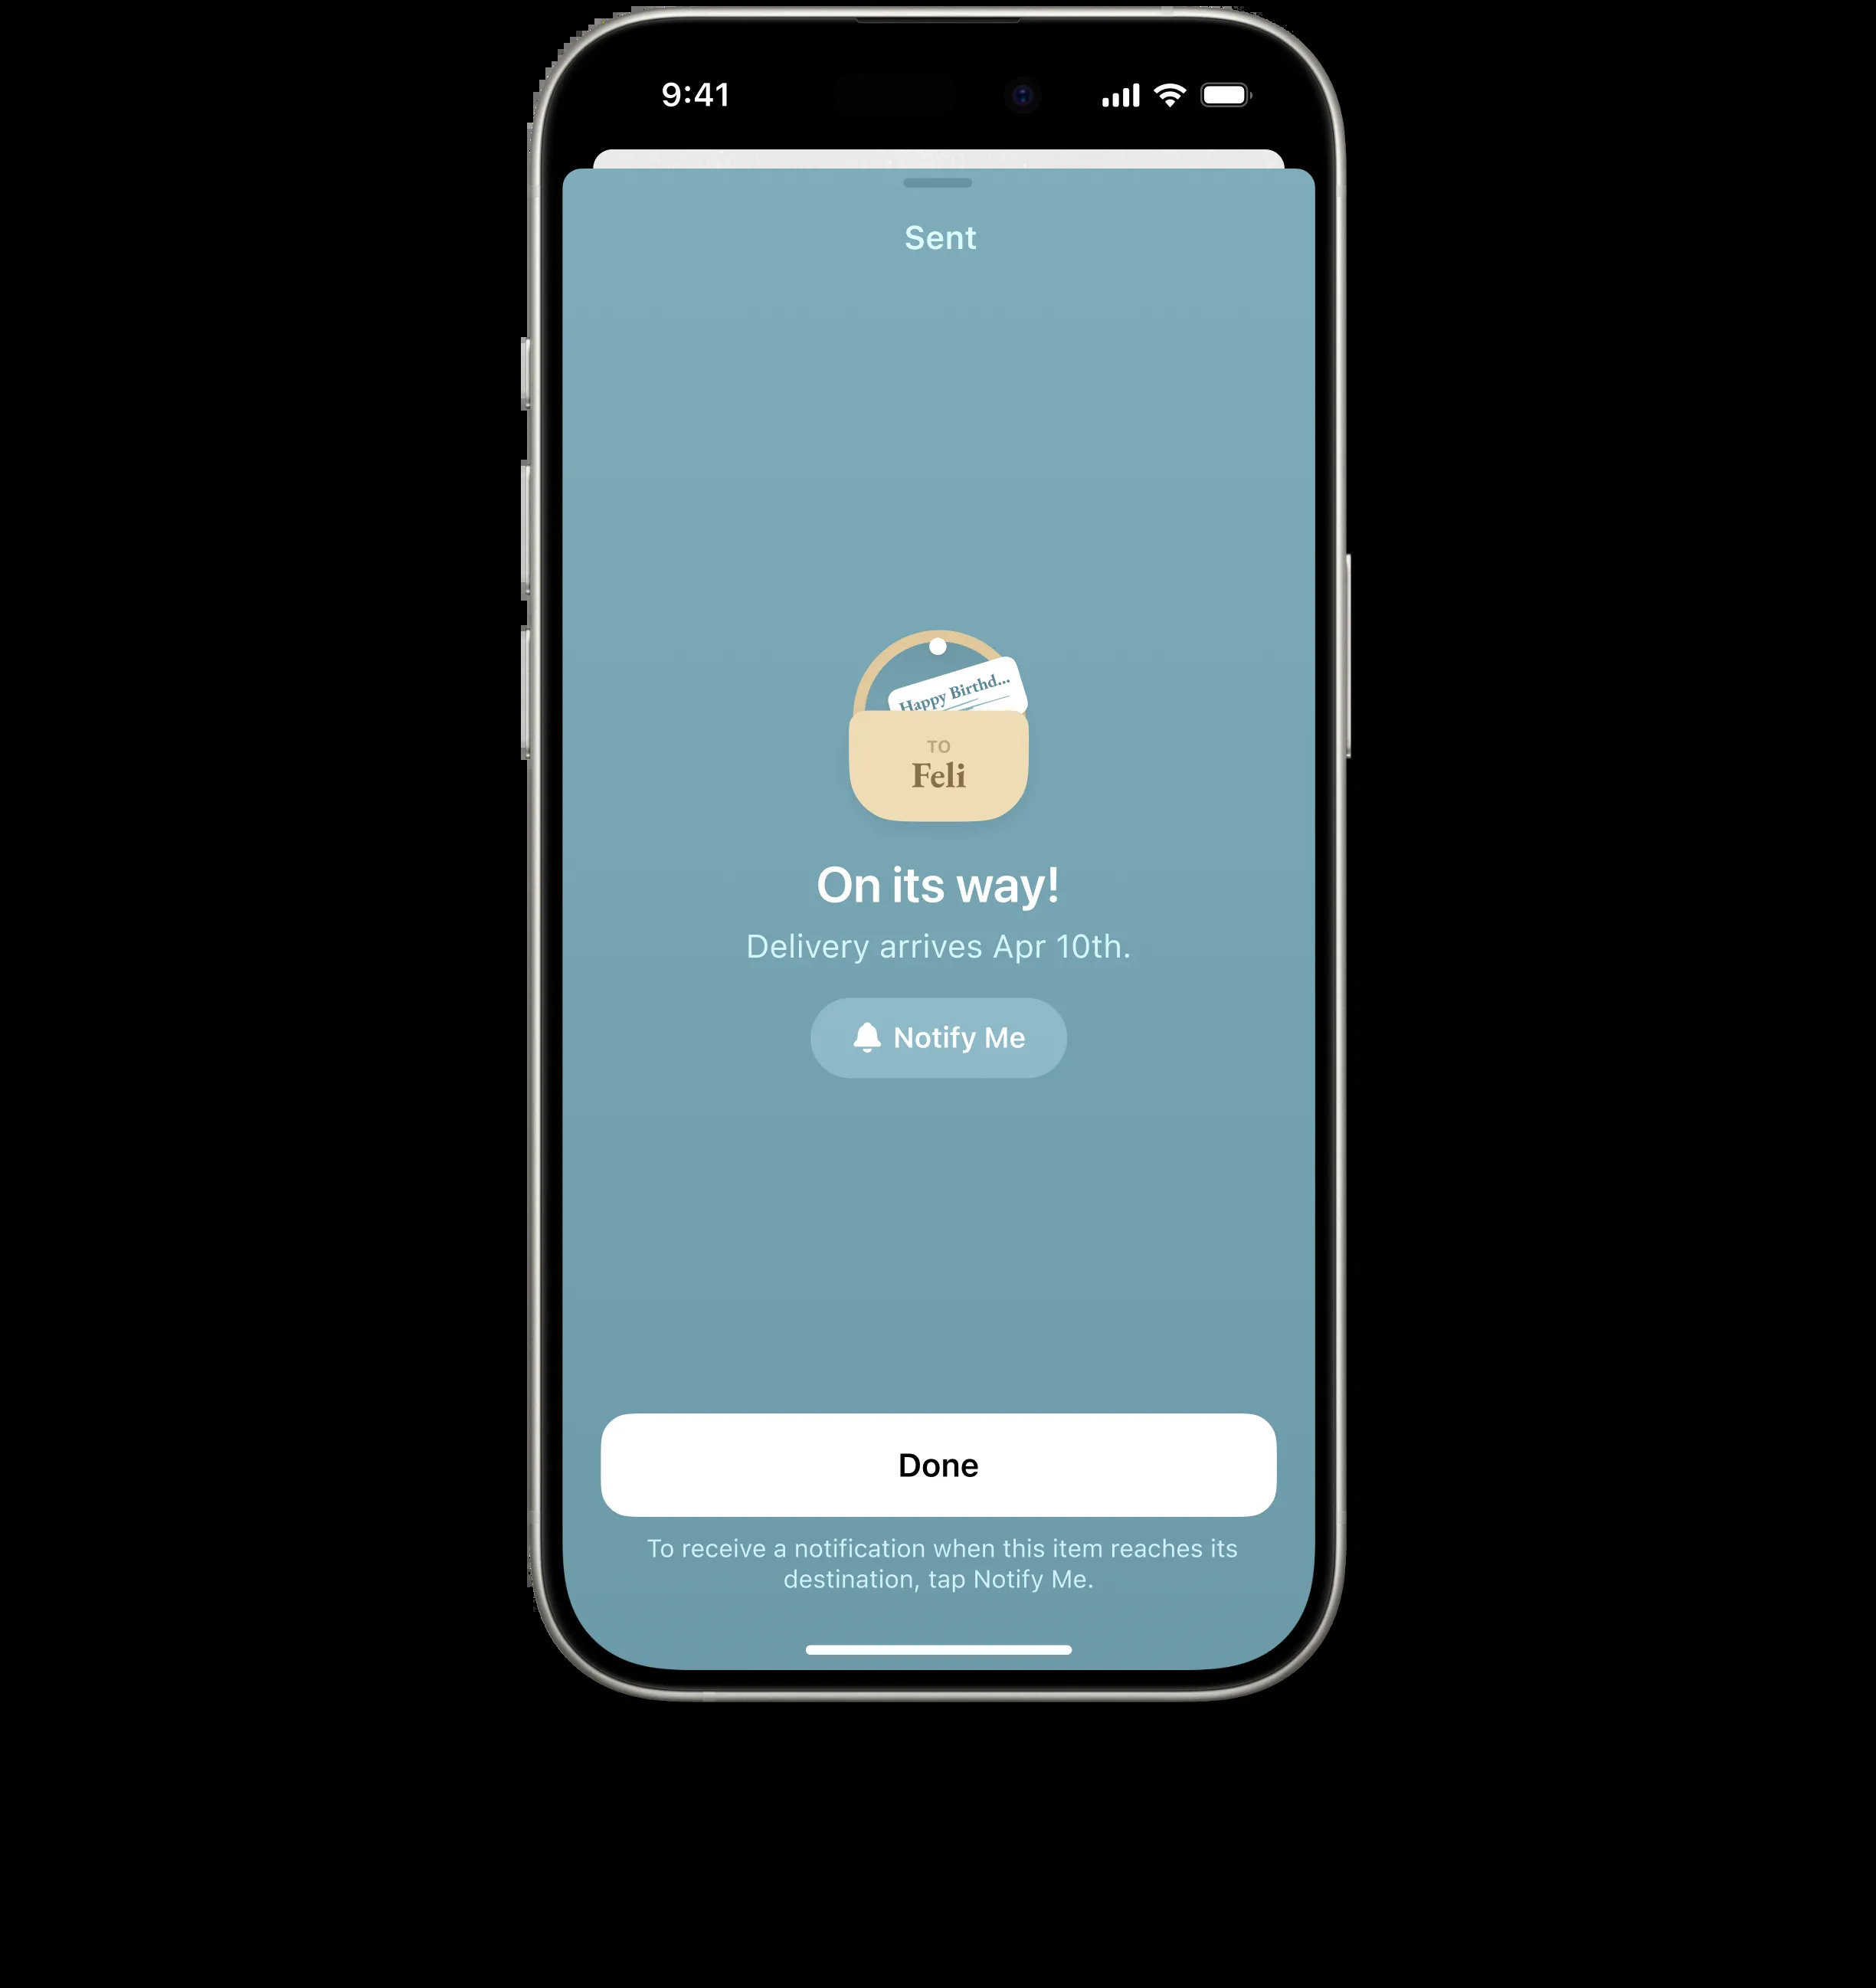 9:41
Sent
Happy Birthd...
TO
Feli
On its way!
Delivery arrives Apr 10th.
Notify Me
Done
To receive a notification when this item reaches its
destination, tap Notify Me.